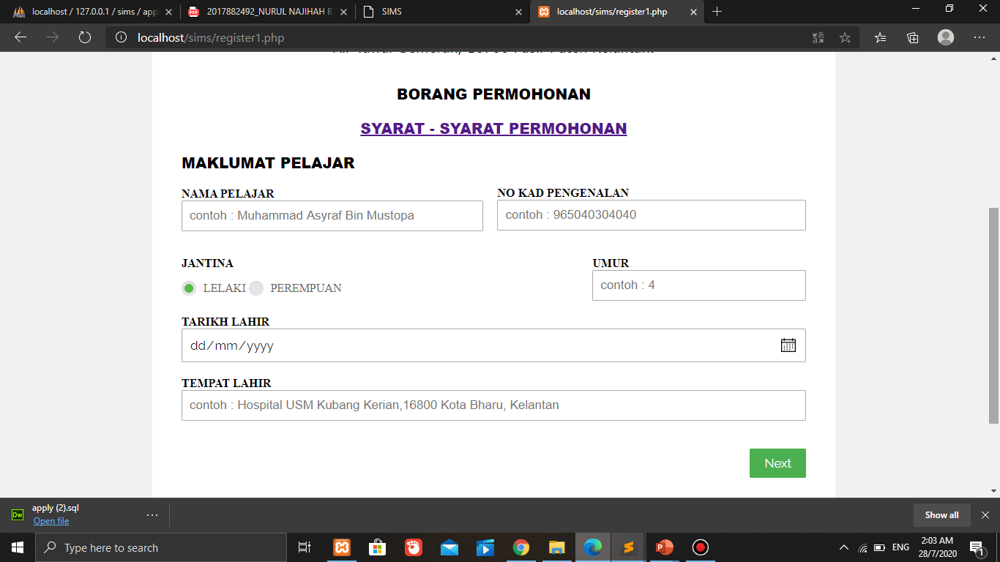 localhost / 127.0.0.1 / sims / app
2017882492_NURUL NAJIHAH B
SIMS
localhost/sims/register1.php
localhost/sims/register1.php
BORANG PERMOHONAN
SYARAT - SYARAT PERMOHONAN
MAKLUMAT PELAJAR
NAMA PELAJAR
NO KAD PENGENALAN
contoh : Muhammad Asyraf Bin Mustopa
contoh : 965040304040
JANTINA
UMUR
LELAKI
PEREMPUAN
contoh : 4
TARIKH LAHIR
dd/mm/yyyy
TEMPAT LAHIR
contoh : Hospital USM Kubang Kerian,16800 Kota Bharu, Kelantan
Next
Dw
apply (2).sql
Open file
Show all
Type here to search
ENG
2:03 AM
28/7/2020
1